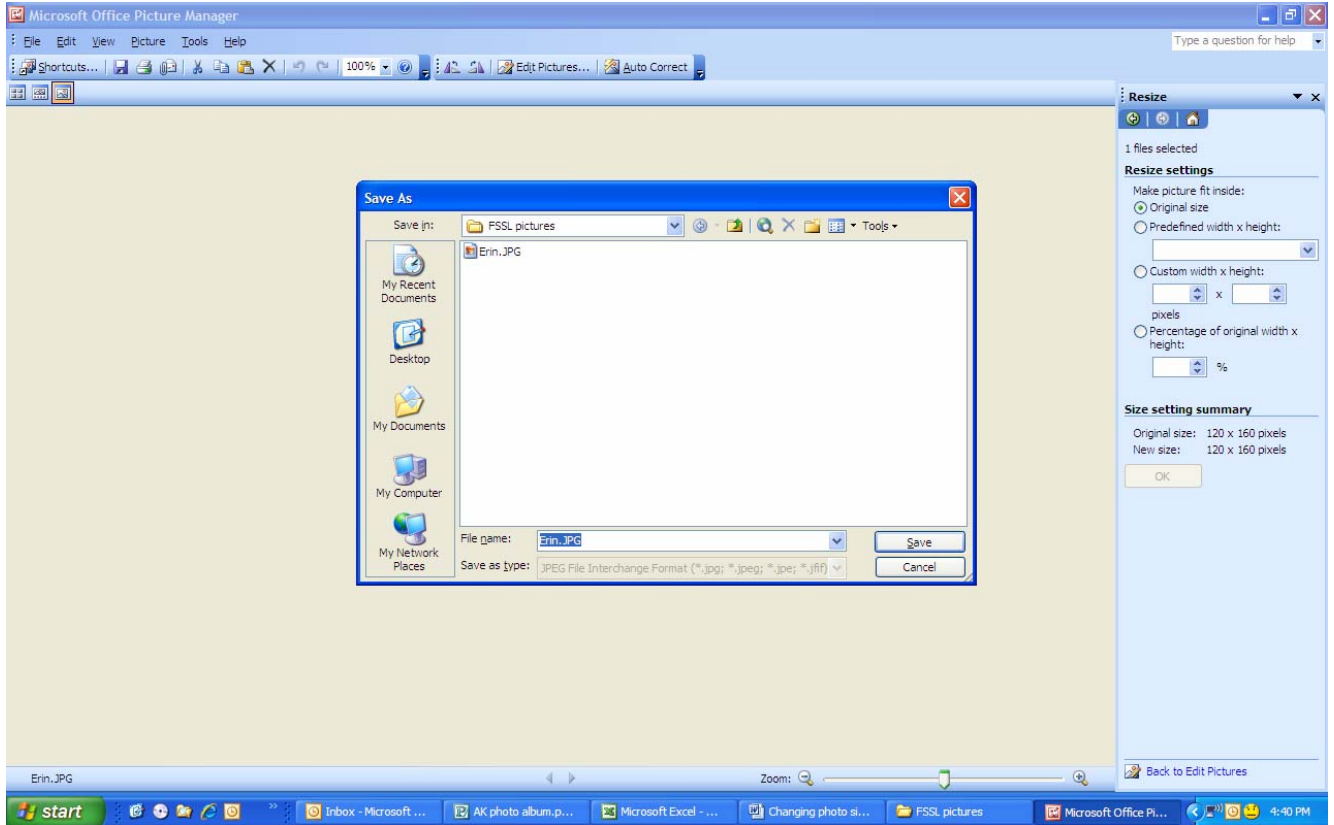 Microsoft Office Picture Manager
File Edit View Picture Tools Help
Type a question for help
Shortcuts... 100% Edit Pictures... Auto Correct
Resize
1 files selected
Resize settings
Make picture fit inside:
Original size
Predefined width x height:
Custom width x height:
x
pixels
Percentage of original width x
height:
%
Size setting summary
Original size: 120 x 160 pixels
New size: 120 x 160 pixels
OK
Save As
Save in: FSSL pictures Tools
Erin.JPG
My Recent
Documents
Desktop
My Documents
My Computer
My Network
Places
File name: Erin.JPG Save
Save as type: JPEG File Interchange Format (*.jpg; *.jpeg; *.jpe; *.jfif) Cancel
Back to Edit Pictures
Erin.JPG Zoom:
start Inbox - Microsoft ... AK photo album.p... Microsoft Excel - ... Changing photo si... FSSL pictures Microsoft Office Pi... 4:40 PM